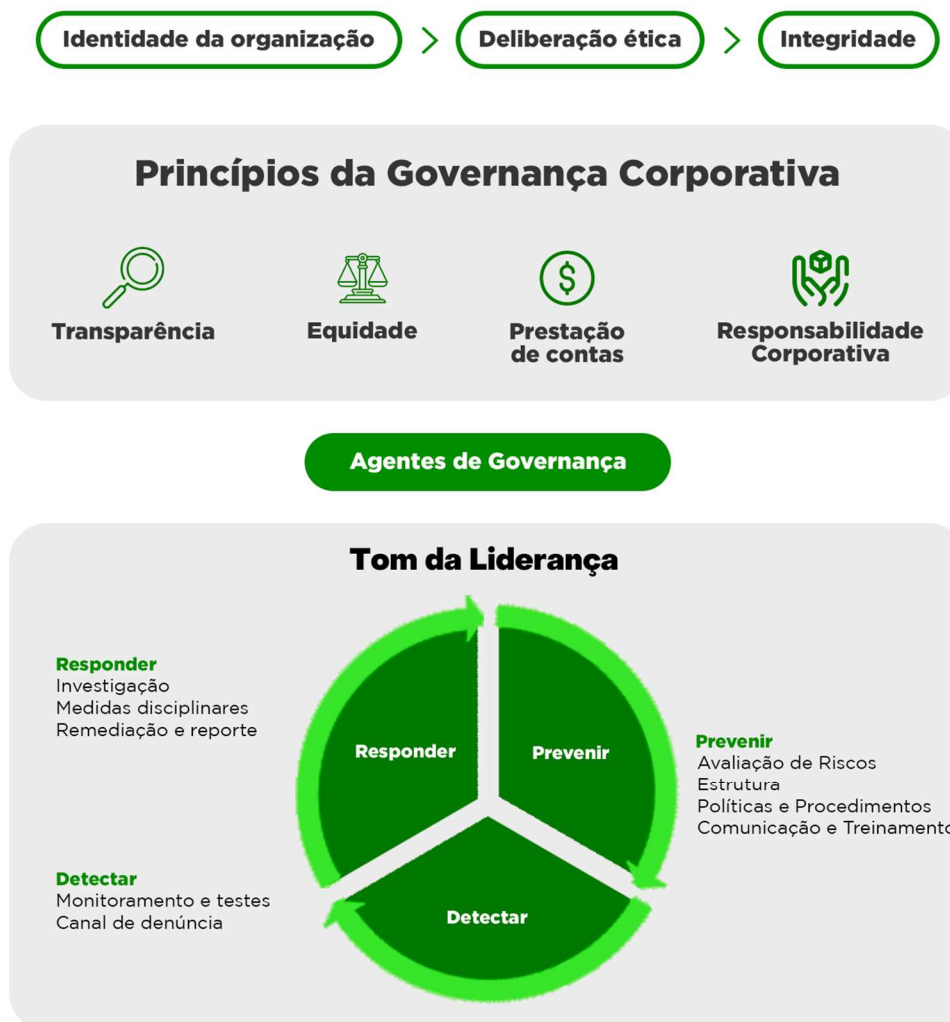 Identidade da organização > Deliberação ética > Integridade
Princípios da Governança Corporativa
Transparência
Equidade
Prestação
de contas
Responsabilidade
Corporativa
Agentes de Governança
Tom da Liderança
Responder
Investigação
Medidas disciplinares
Remediação e reporte
Responder
Prevenir
Prevenir
Avaliação de Riscos
Estrutura
Políticas e Procedimentos
Comunicação e Treinamento
Detectar
Monitoramento e testes
Canal de denúncia
Detectar